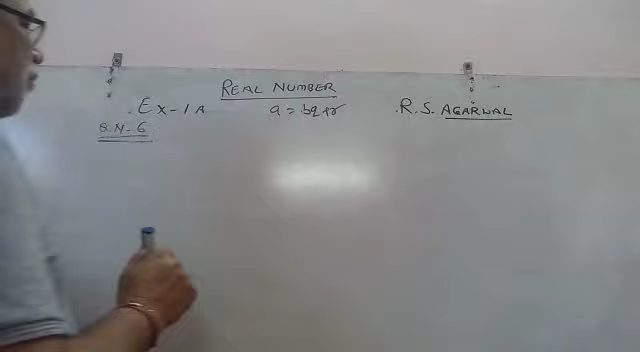 REAL NUMBER
Ex-1A a = bq+r R.S. AGARWAL
Q.N-6